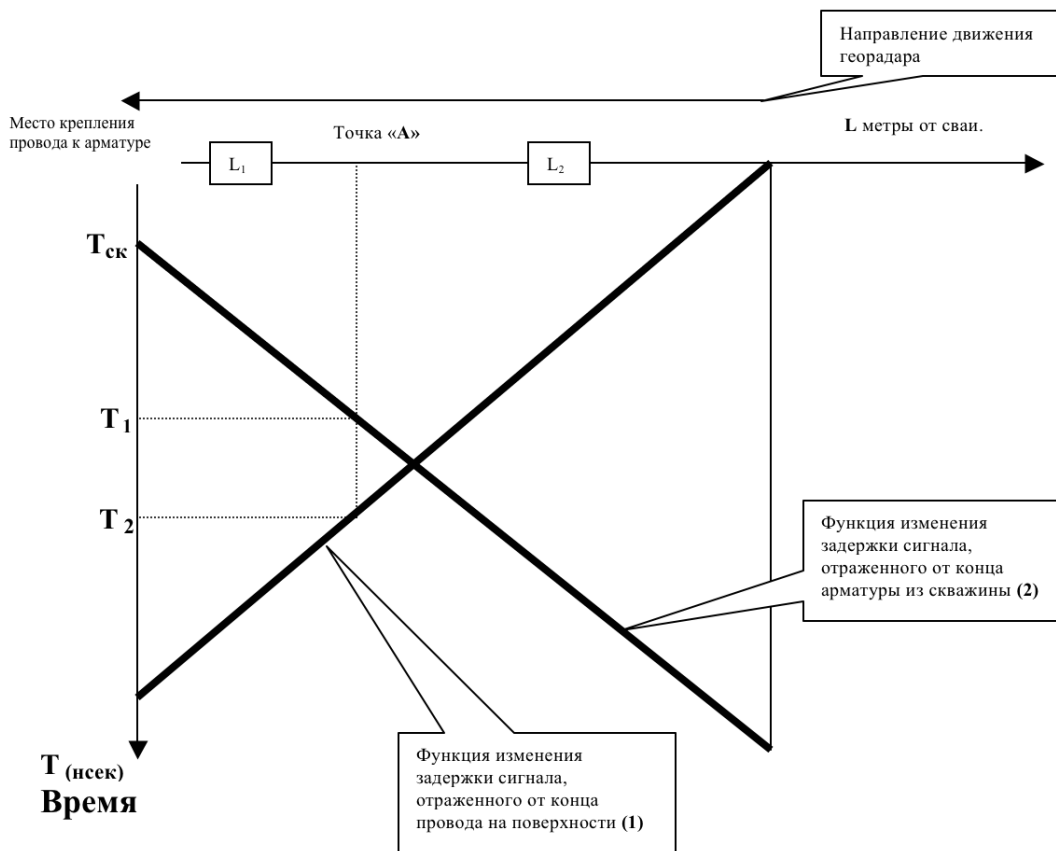 Направление движения
георадара
Место крепления
провода к арматуре
Точка «А»
L метры от сваи.
L₁
L₂
Tск
T₁
T₂
Функция изменения
задержки сигнала,
отраженного от конца
арматуры из скважины (2)
Функция изменения
задержки сигнала,
отраженного от конца
провода на поверхности (1)
T (нсек)
Время